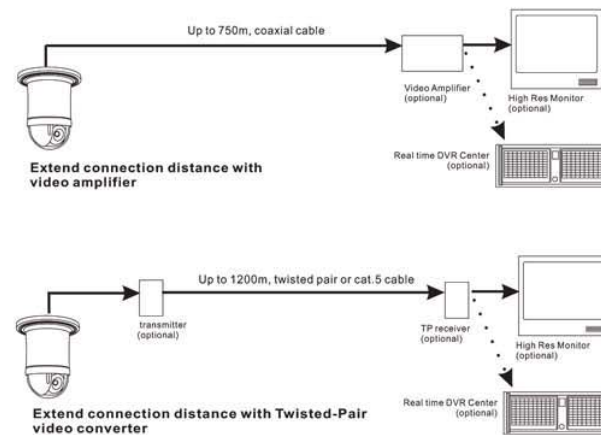 Up to 750m, coaxial cable
Video Amplifier
(optional)
High Res Monitor
(optional)
Real time DVR Center
(optional)
Extend connection distance with
video amplifier
Up to 1200m, twisted pair or cat.5 cable
transmitter
(optional)
TP receiver
(optional)
High Res Monitor
(optional)
Real time DVR Center
(optional)
Extend connection distance with Twisted-Pair
video converter